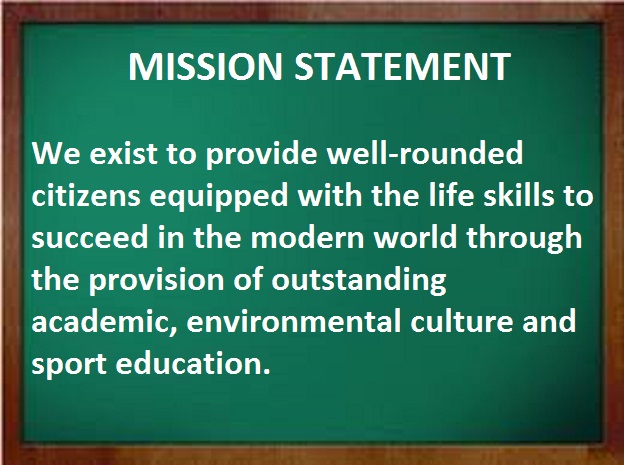 MISSION STATEMENT
We exist to provide well-rounded
citizens equipped with the life skills to
succeed in the modern world through
the provision of outstanding
academic, environmental culture and
sport education.